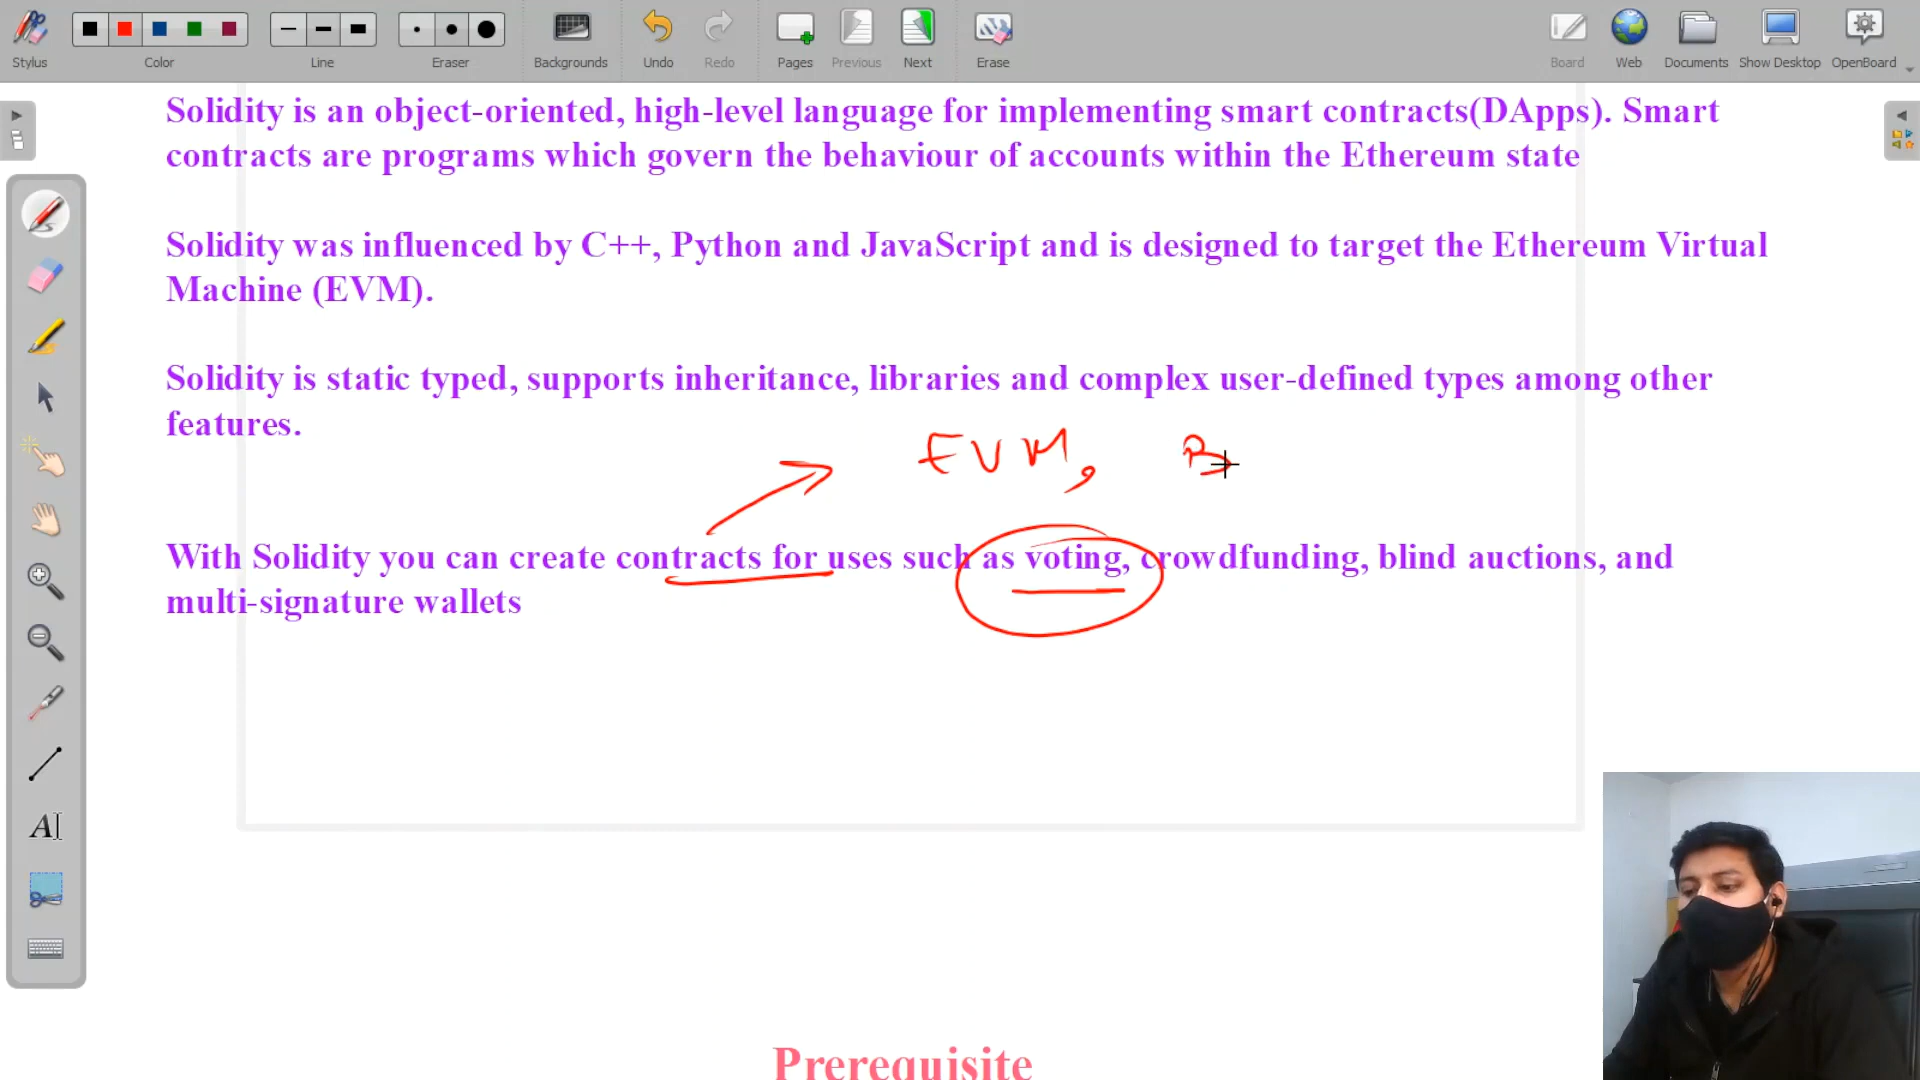 Stylus Color Line Eraser Backgrounds Undo Redo Pages Previous Next Erase Board Web Documents Show Desktop OpenBoard
Solidity is an object-oriented, high-level language for implementing smart contracts(DApps). Smart
contracts are programs which govern the behaviour of accounts within the Ethereum state
Solidity was influenced by C++, Python and JavaScript and is designed to target the Ethereum Virtual
Machine (EVM).
Solidity is static typed, supports inheritance, libraries and complex user-defined types among other
features.
EVM, B
With Solidity you can create contracts for uses such as voting, crowdfunding, blind auctions, and
multi-signature wallets
Prerequisite